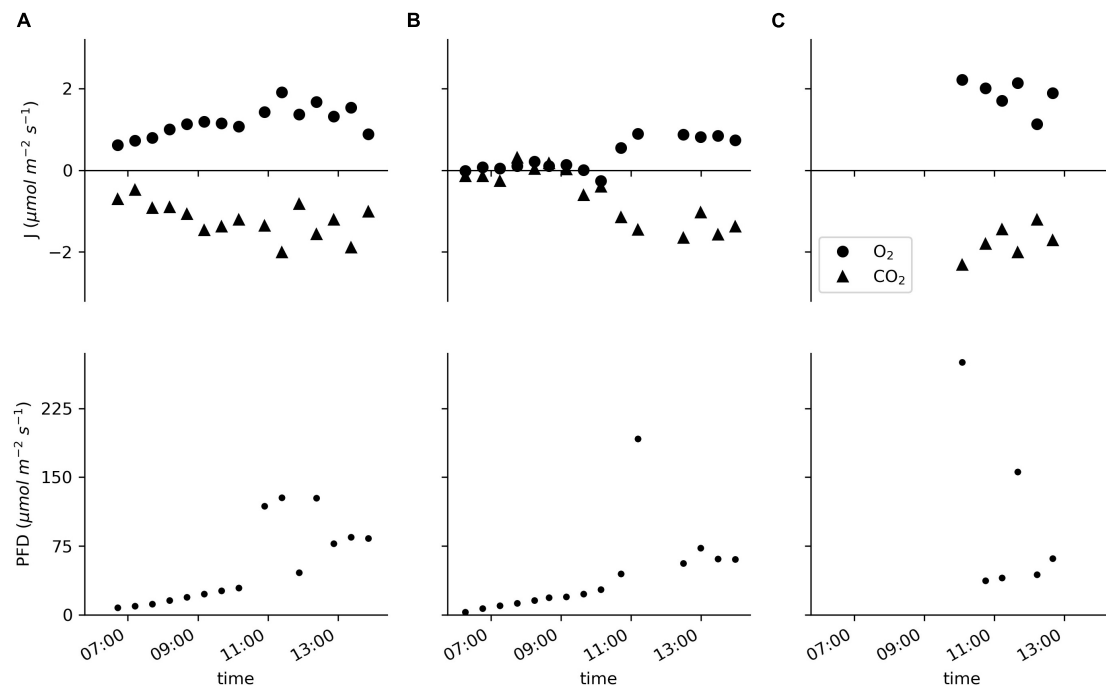 A B C
J (μmol m⁻² s⁻¹)
2
0
−2
O₂
CO₂
PFD (μmol m⁻² s⁻¹)
225
150
75
0
07:00 09:00 11:00 13:00 07:00 09:00 11:00 13:00 07:00 09:00 11:00 13:00
time time time